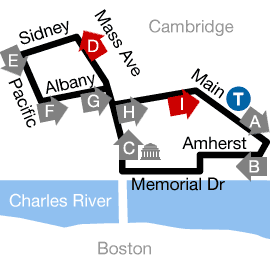 Sidney
Cambridge
E
D
Mass Ave
Pacific
Albany
Main
F
G
H
I
T
A
C
Amherst
B
Memorial Dr
Charles River
Boston